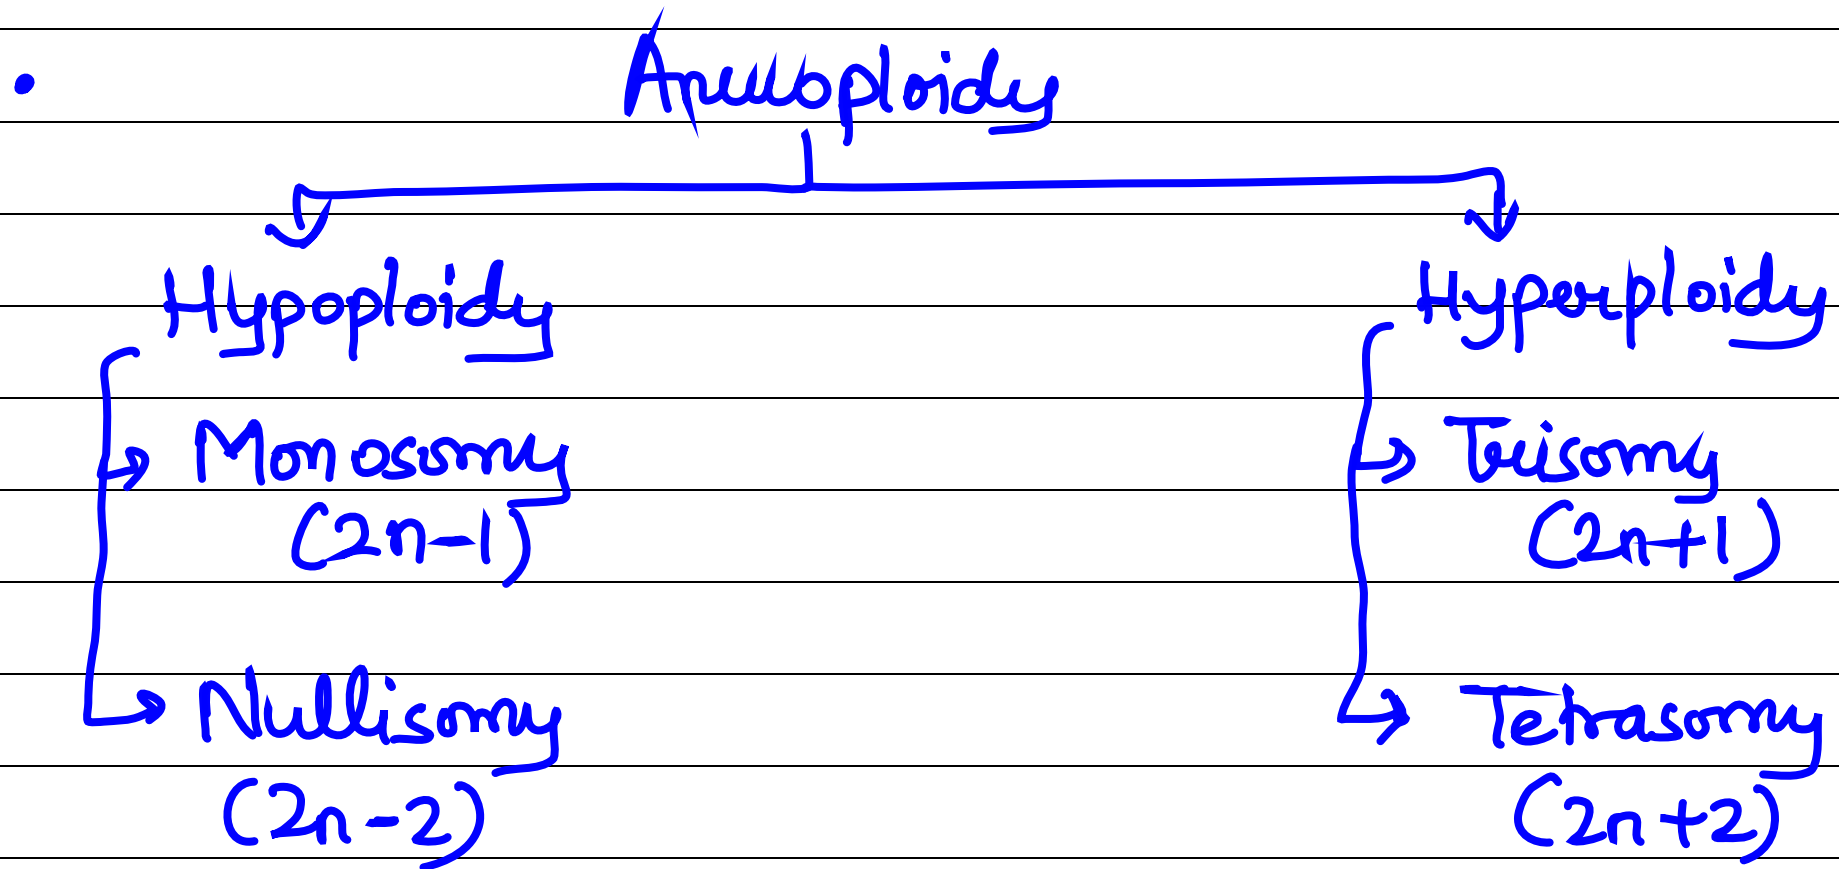 • Aneuploidy
Hypoploidy Hyperploidy
Monosomy Trisomy
(2n-1) (2n+1)
Nullisomy Tetrasomy
(2n-2) (2n+2)